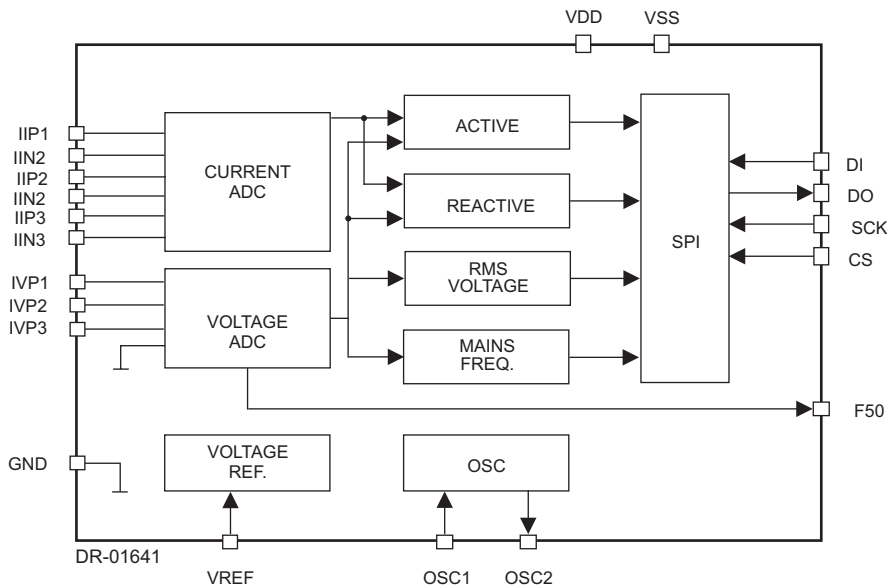 VDD
VSS
IIP1
IIN2
IIP2
IIN2
IIP3
IIN3
CURRENT
ADC
ACTIVE
REACTIVE
RMS
VOLTAGE
MAINS
FREQ.
SPI
DI
DO
SCK
CS
IVP1
IVP2
IVP3
VOLTAGE
ADC
F50
GND
VOLTAGE
REF.
OSC
DR-01641
VREF
OSC1
OSC2